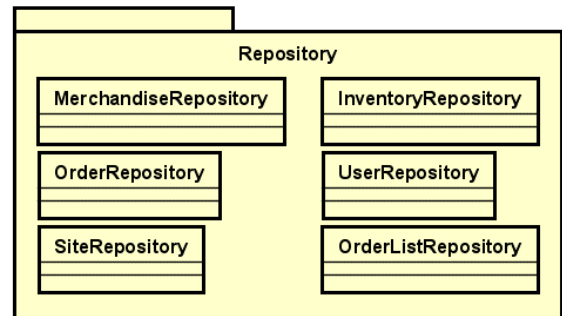 Repository
MerchandiseRepository
InventoryRepository
OrderRepository
UserRepository
SiteRepository
OrderListRepository